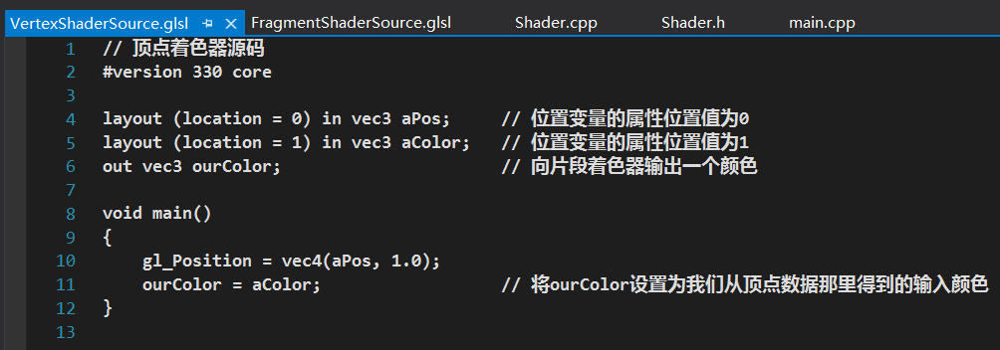 VertexShaderSource.glsl FragmentShaderSource.glsl Shader.cpp Shader.h main.cpp
1 // 顶点着色器源码
2 #version 330 core
3
4 layout (location = 0) in vec3 aPos; // 位置变量的属性位置值为0
5 layout (location = 1) in vec3 aColor; // 位置变量的属性位置值为1
6 out vec3 ourColor; // 向片段着色器输出一个颜色
7
8 void main()
9 {
10 gl_Position = vec4(aPos, 1.0);
11 ourColor = aColor; // 将ourColor设置为我们从顶点数据那里得到的输入颜色
12 }
13